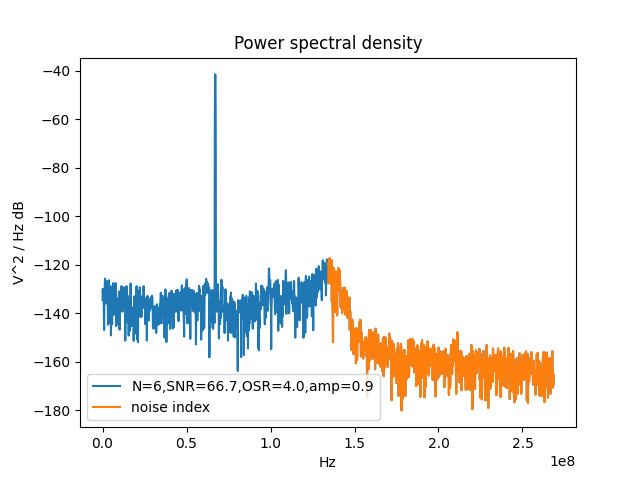 Power spectral density
V^2 / Hz dB
−40
−60
−80
−100
−120
−140
−160
−180
N=6,SNR=66.7,OSR=4.0,amp=0.9
noise index
0.0 0.5 1.0 1.5 2.0 2.5
1e8
Hz